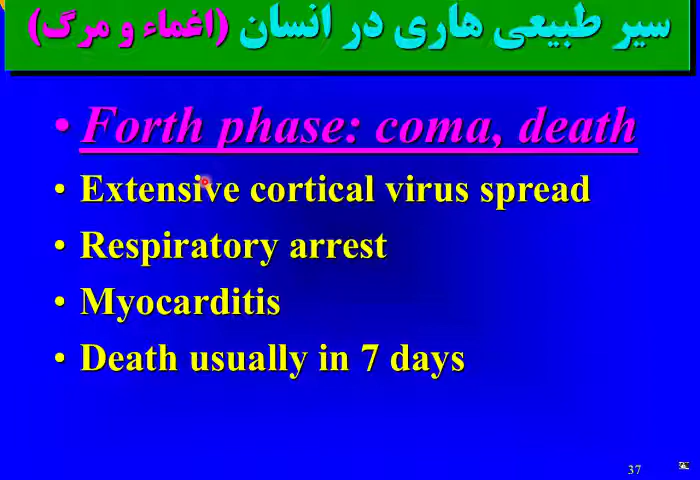 سیر طبیعی هاری در انسان (اغماء و مرگ)
• Forth phase: coma, death
• Extensive cortical virus spread
• Respiratory arrest
• Myocarditis
• Death usually in 7 days
37